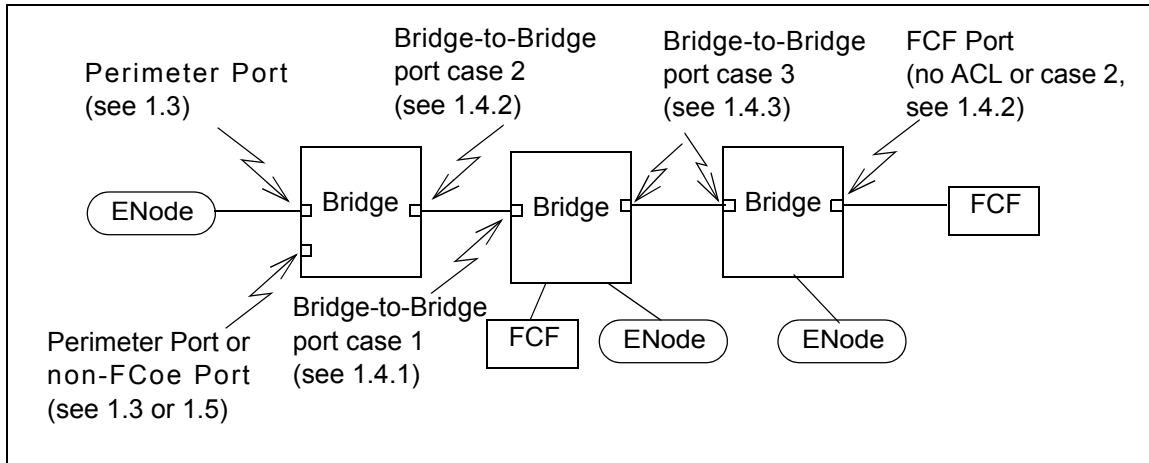 Perimeter Port
(see 1.3)
Bridge-to-Bridge
port case 2
(see 1.4.2)
Bridge-to-Bridge
port case 3
(see 1.4.3)
FCF Port
(no ACL or case 2,
see 1.4.2)
ENode
Bridge
Bridge
Bridge
FCF
Perimeter Port or
non-FCoe Port
(see 1.3 or 1.5)
Bridge-to-Bridge
port case 1
(see 1.4.1)
FCF
ENode
ENode